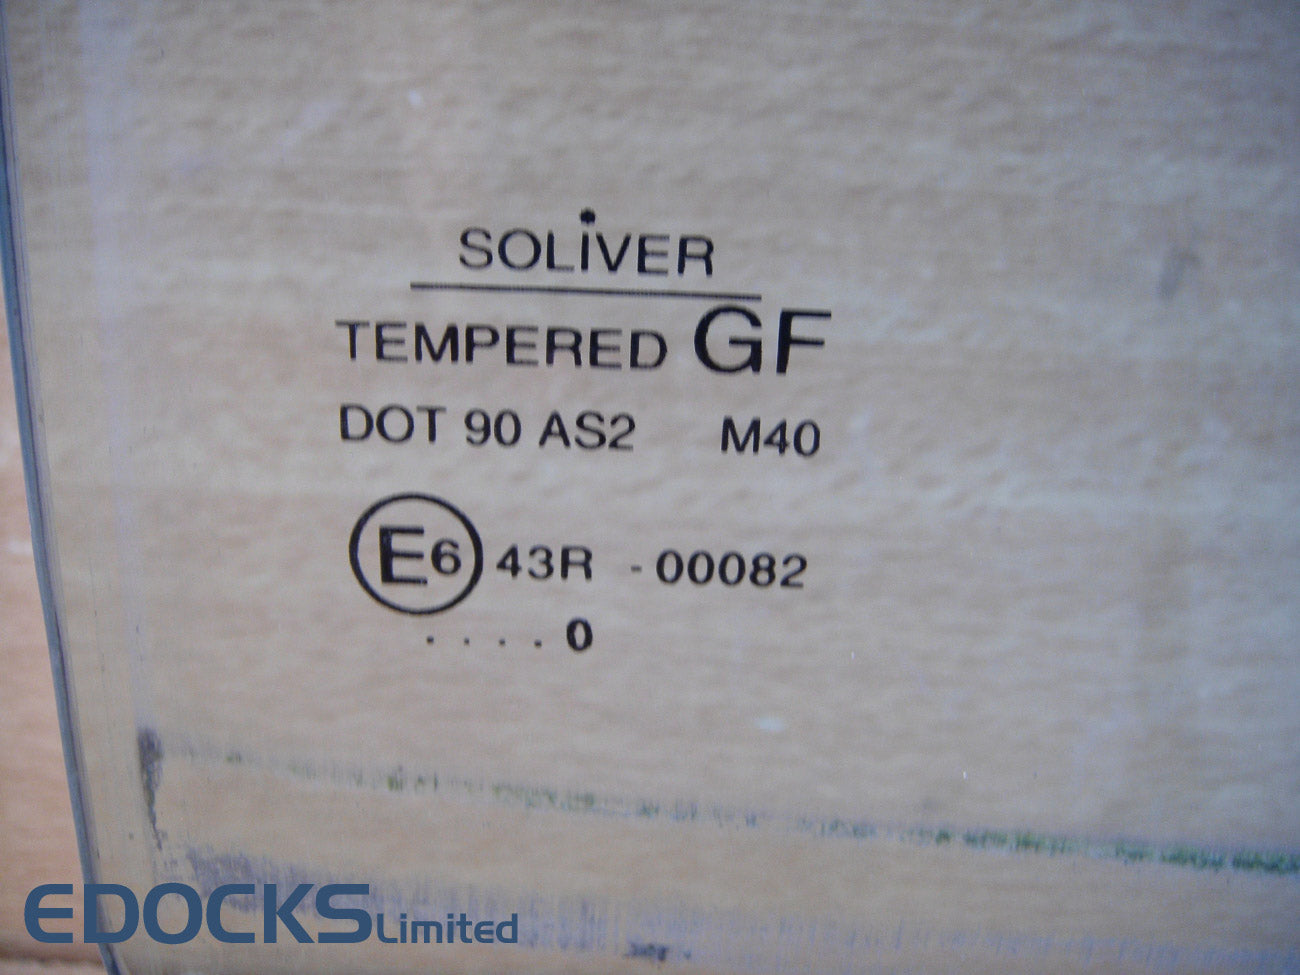 SOLiVER
TEMPERED GF
DOT 90 AS2 M40
E6 43R - 00082
. . . . 0
EDOCKS Limited